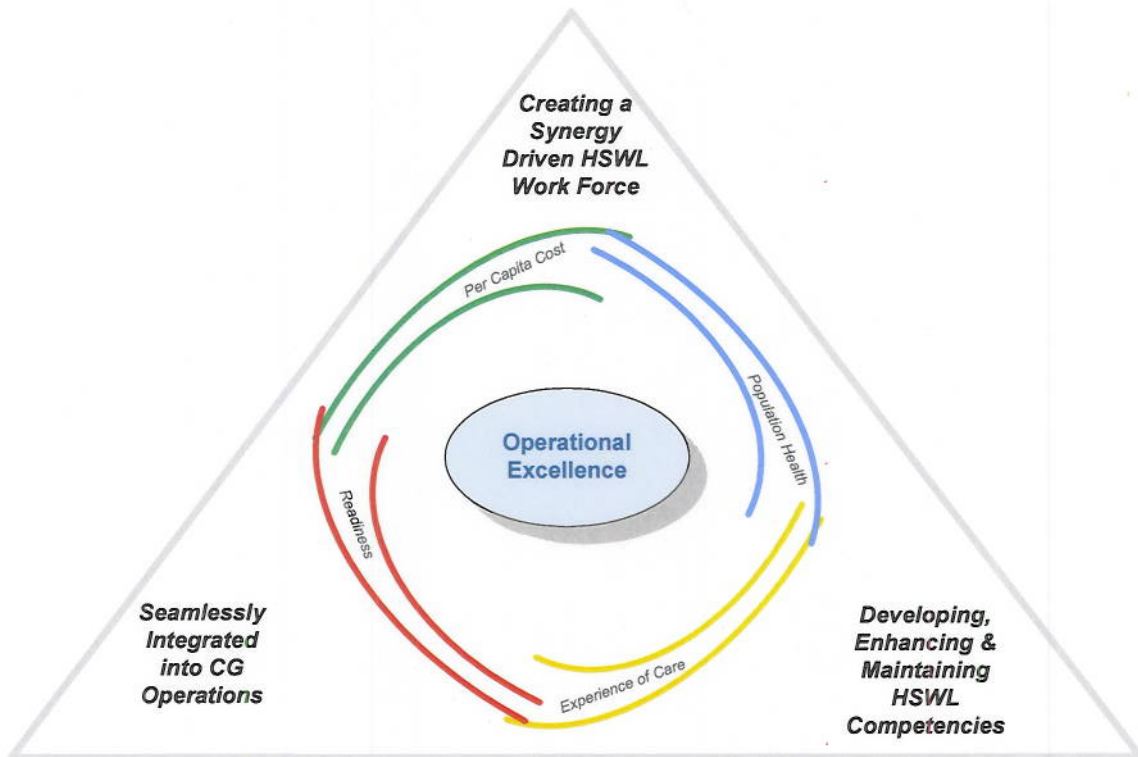 Creating a
Synergy
Driven HSWL
Work Force
Per Capita Cost
Population Health
Operational
Excellence
Readiness
Experience of Care
Seamlessly
Integrated
into CG
Operations
Developing,
Enhancing &
Maintaining
HSWL
Competencies